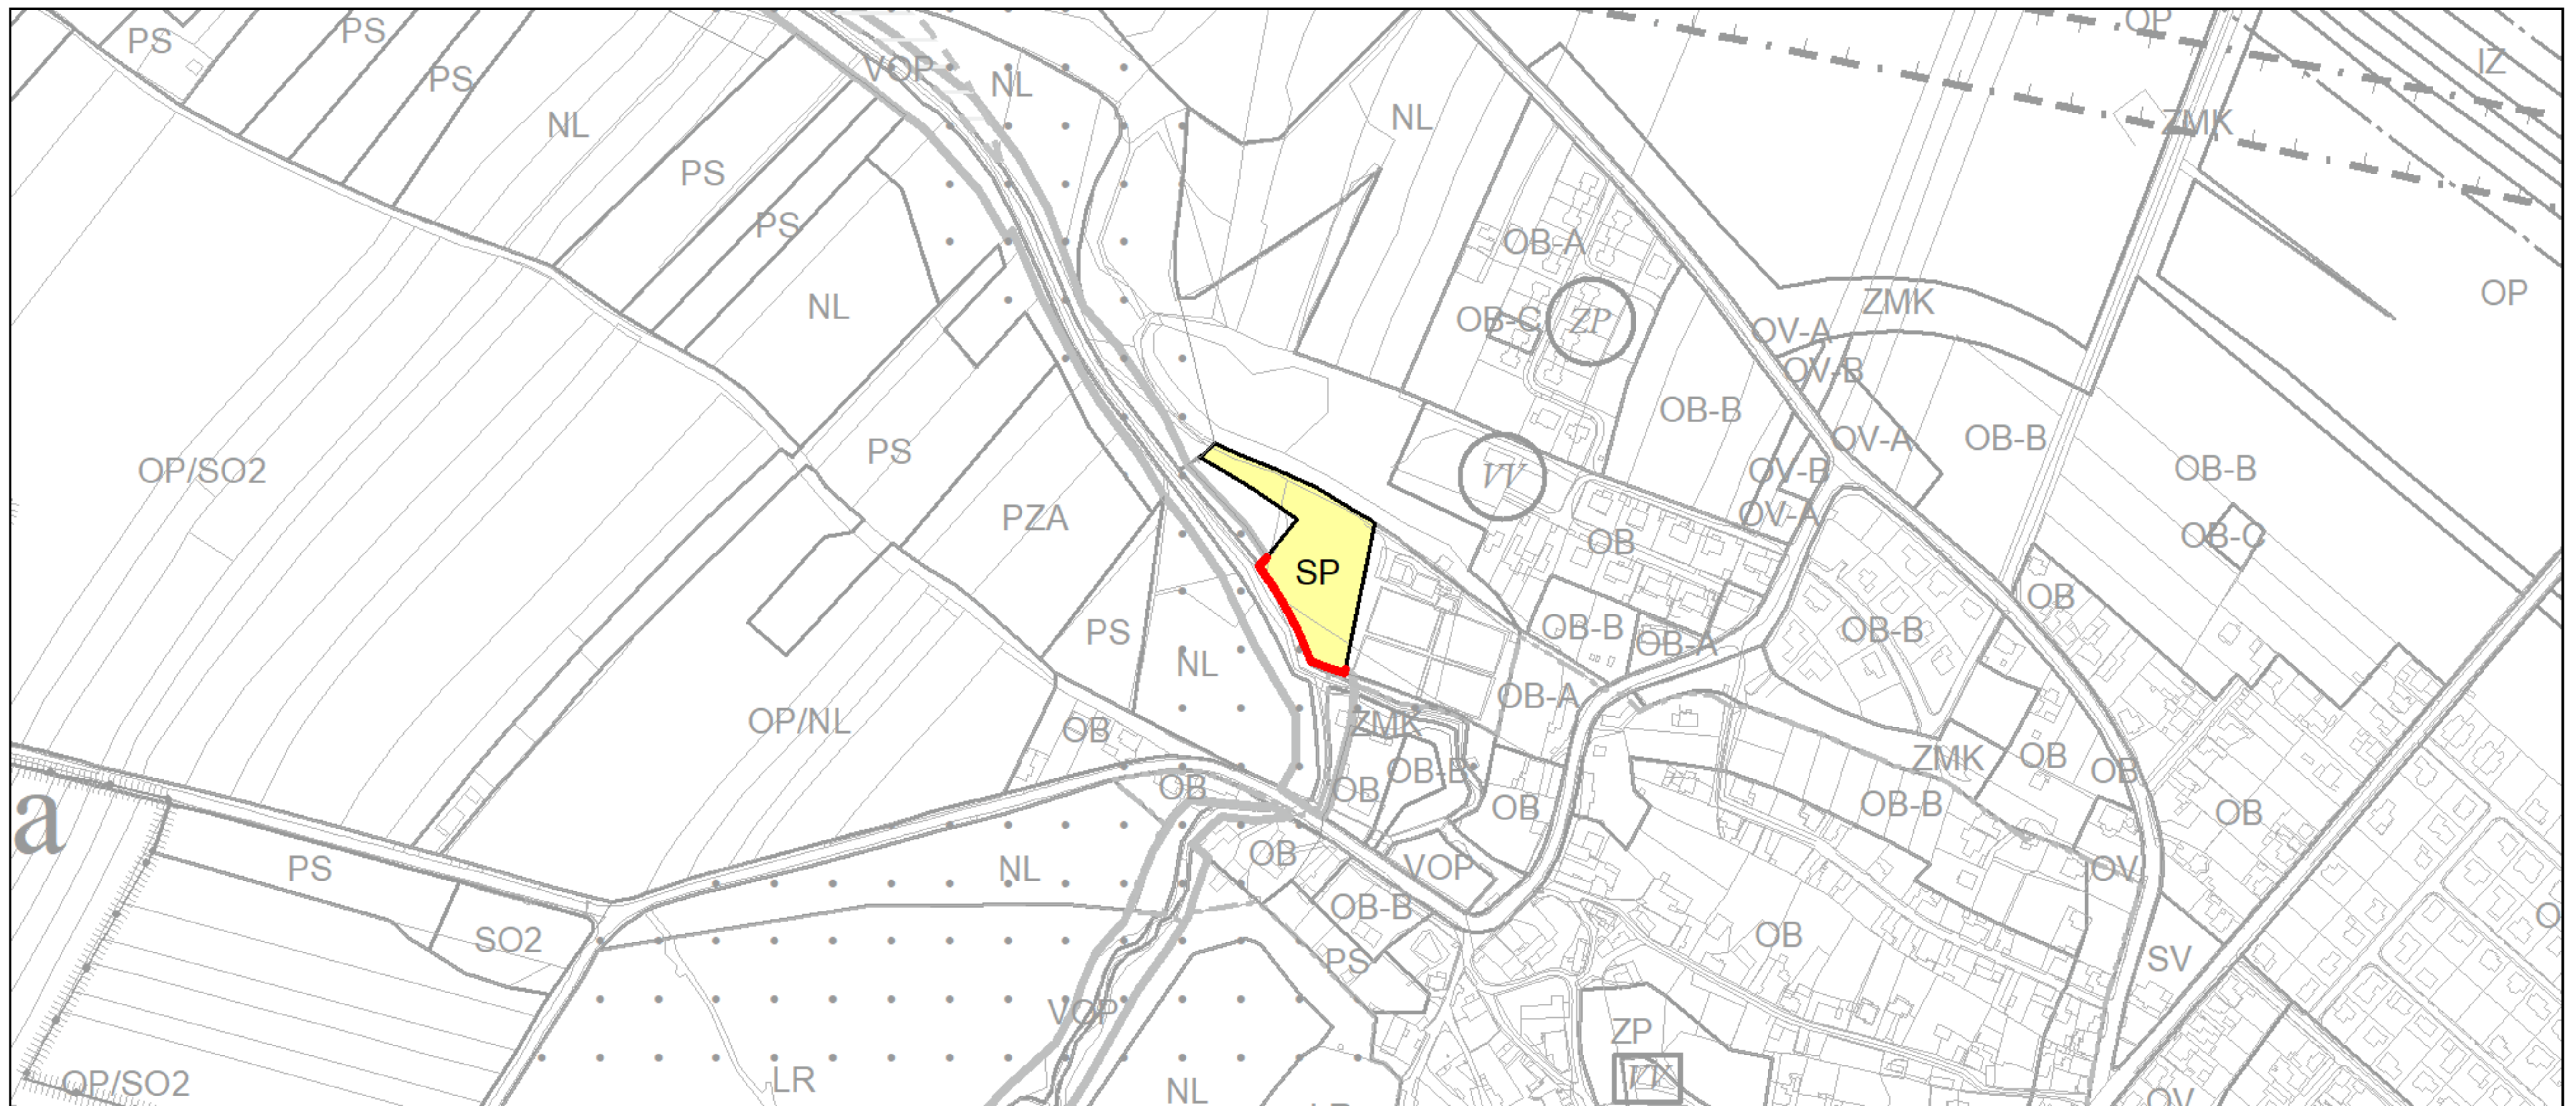 PS
PS
OP
VOP
IZ
PS
NL
NL
NL
ZMK
PS
PS
OB-A
OP
NL
ZMK
OB-C
ZP
OV-A
OV-B
OB-B
OV-A
OB-B
PS
OP/SO2
OV-B
OB-B
VV
PZA
OV-A
OB-C
OB
SP
OB
PS
OB-B
OB-A
OB-B
NL
OB-A
OP/NL
OB
ZMK
ZMK
OB
OB
OB-B
OB
OB
OB
OB-B
OB
a
OB
PS
NL
VOP
OV
OB-B
SO2
OB
PS
SV
VOP
ZP
VV
OP/SO2
LR
NL
OV